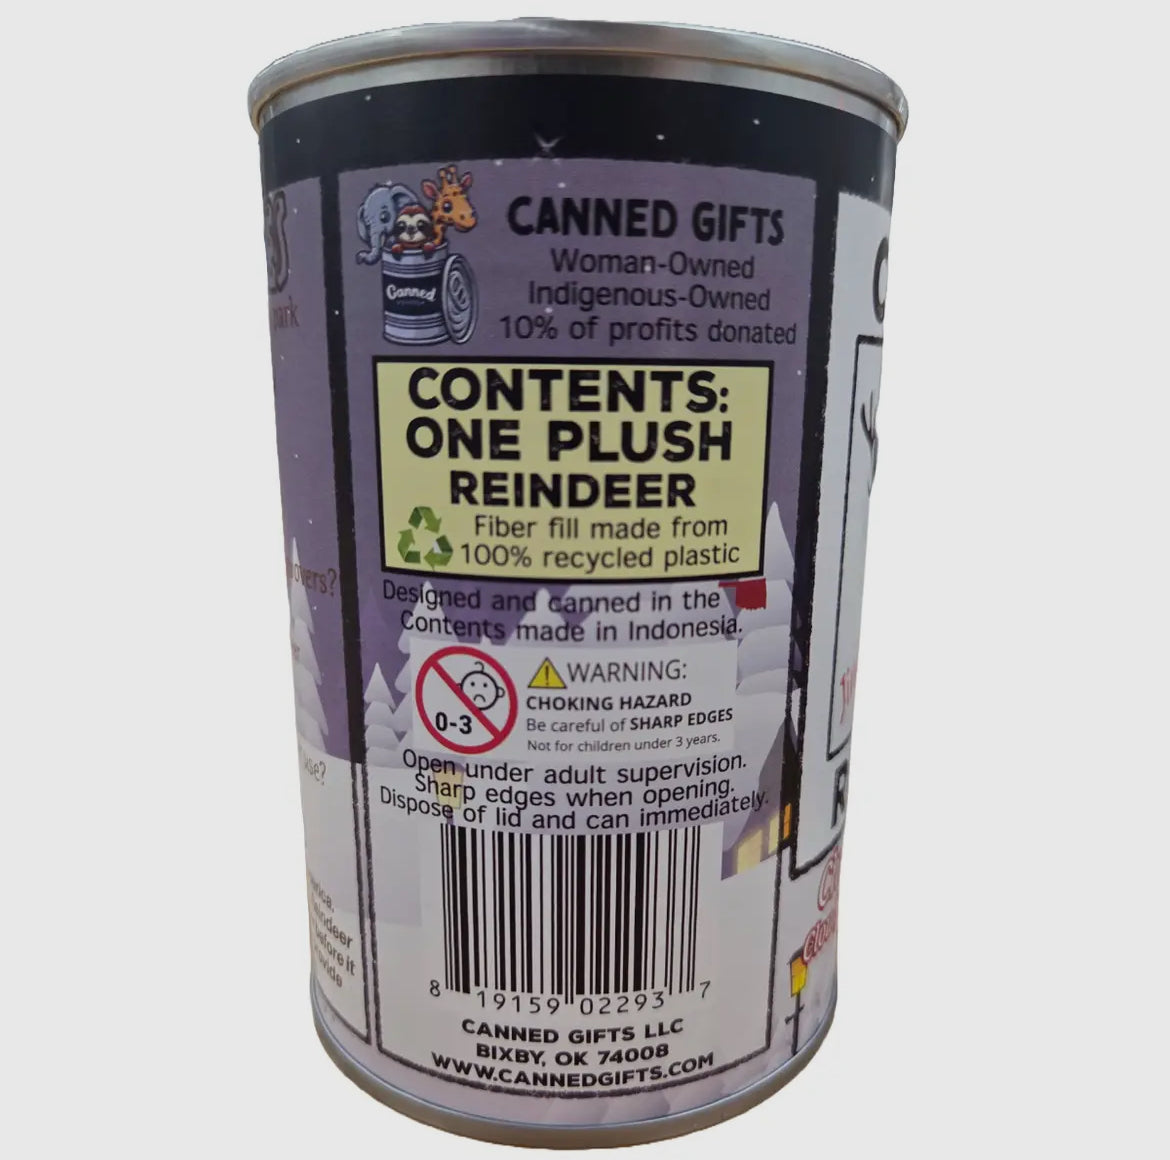 Canned
CANNED GIFTS
Woman-Owned
Indigenous-Owned
10% of profits donated
CONTENTS:
ONE PLUSH
REINDEER
Fiber fill made from
100% recycled plastic
Designed and canned in the
Contents made in Indonesia.
0-3
WARNING:
CHOKING HAZARD
Be careful of SHARP EDGES
Not for children under 3 years.
Open under adult supervision.
Sharp edges when opening.
Dispose of lid and can immediately.
8 19159 02293 7
CANNED GIFTS LLC
BIXBY, OK 74008
WWW.CANNEDGIFTS.COM
park
before it